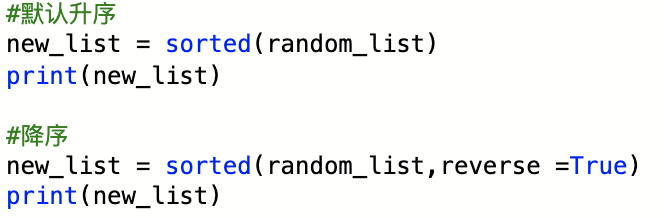 #默认升序
new_list = sorted(random_list)
print(new_list)
#降序
new_list = sorted(random_list,reverse =True)
print(new_list)